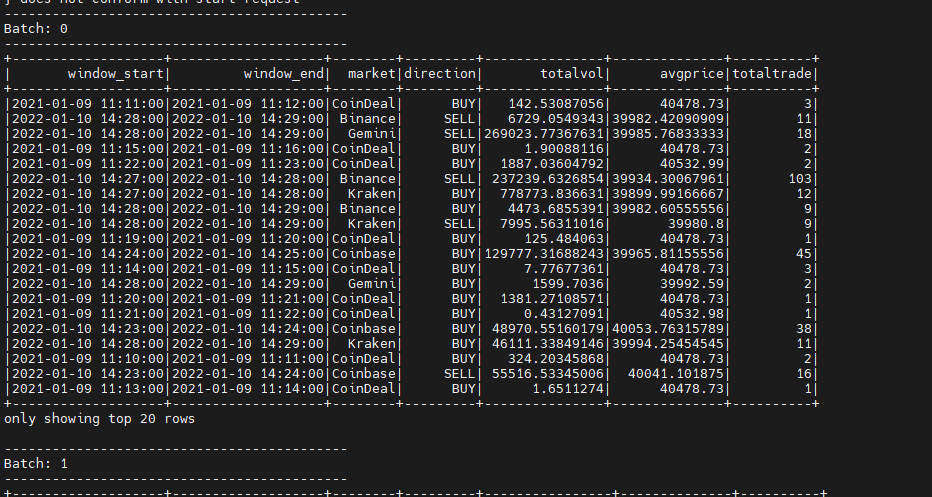 } does not conform with start request
-------------------------------------------
Batch: 0
-------------------------------------------
+-------------------+-------------------+--------+---------+---------------+--------------+----------+
|       window_start|         window_end|  market|direction|       totalvol|      avgprice|totaltrade|
+-------------------+-------------------+--------+---------+---------------+--------------+----------+
|2021-01-09 11:11:00|2021-01-09 11:12:00|CoinDeal|      BUY|   142.53087056|      40478.73|         3|
|2022-01-10 14:28:00|2022-01-10 14:29:00| Binance|     SELL|   6729.0549343|39982.42090909|        11|
|2022-01-10 14:28:00|2022-01-10 14:29:00|  Gemini|     SELL|269023.77367631|39985.76833333|        18|
|2021-01-09 11:15:00|2021-01-09 11:16:00|CoinDeal|      BUY|     1.90088116|      40478.73|         2|
|2021-01-09 11:22:00|2021-01-09 11:23:00|CoinDeal|      BUY|  1887.03604792|      40532.99|         2|
|2022-01-10 14:27:00|2022-01-10 14:28:00| Binance|     SELL| 237239.6326854|39934.30067961|       103|
|2022-01-10 14:27:00|2022-01-10 14:28:00|  Kraken|      BUY|  778773.836631|39899.99166667|        12|
|2022-01-10 14:28:00|2022-01-10 14:29:00| Binance|      BUY|   4473.6855391|39982.60555556|         9|
|2022-01-10 14:28:00|2022-01-10 14:29:00|  Kraken|     SELL|  7995.56311016|       39980.8|         9|
|2021-01-09 11:19:00|2021-01-09 11:20:00|CoinDeal|      BUY|     125.484063|      40478.73|         1|
|2022-01-10 14:24:00|2022-01-10 14:25:00|Coinbase|      BUY|129777.31688243|39965.81155556|        45|
|2021-01-09 11:14:00|2021-01-09 11:15:00|CoinDeal|      BUY|     7.77677361|      40478.73|         3|
|2022-01-10 14:28:00|2022-01-10 14:29:00|  Gemini|      BUY|      1599.7036|      39992.59|         2|
|2021-01-09 11:20:00|2021-01-09 11:21:00|CoinDeal|      BUY|  1381.27108571|      40478.73|         1|
|2021-01-09 11:21:00|2021-01-09 11:22:00|CoinDeal|      BUY|     0.43127091|      40532.98|         1|
|2022-01-10 14:23:00|2022-01-10 14:24:00|Coinbase|      BUY| 48970.55160179|40053.76315789|        38|
|2022-01-10 14:28:00|2022-01-10 14:29:00|  Kraken|      BUY| 46111.33849146|39994.25454545|        11|
|2021-01-09 11:10:00|2021-01-09 11:11:00|CoinDeal|      BUY|   324.20345868|      40478.73|         2|
|2022-01-10 14:23:00|2022-01-10 14:24:00|Coinbase|     SELL| 55516.53345006|  40041.101875|        16|
|2021-01-09 11:13:00|2021-01-09 11:14:00|CoinDeal|      BUY|      1.6511274|      40478.73|         1|
+-------------------+-------------------+--------+---------+---------------+--------------+----------+
only showing top 20 rows
-------------------------------------------
Batch: 1
-------------------------------------------
+-------------------+-------------------+--------+---------+---------------+---------------+----------+